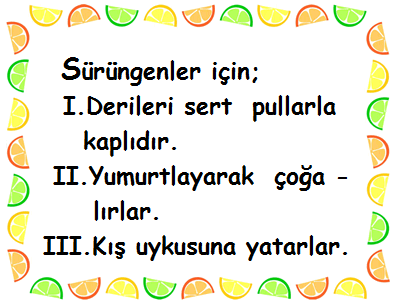 Sürüngenler için;
I.Derileri sert pullarla
kaplıdır.
II.Yumurtlayarak çoğa -
lırlar.
III.Kış uykusuna yatarlar.